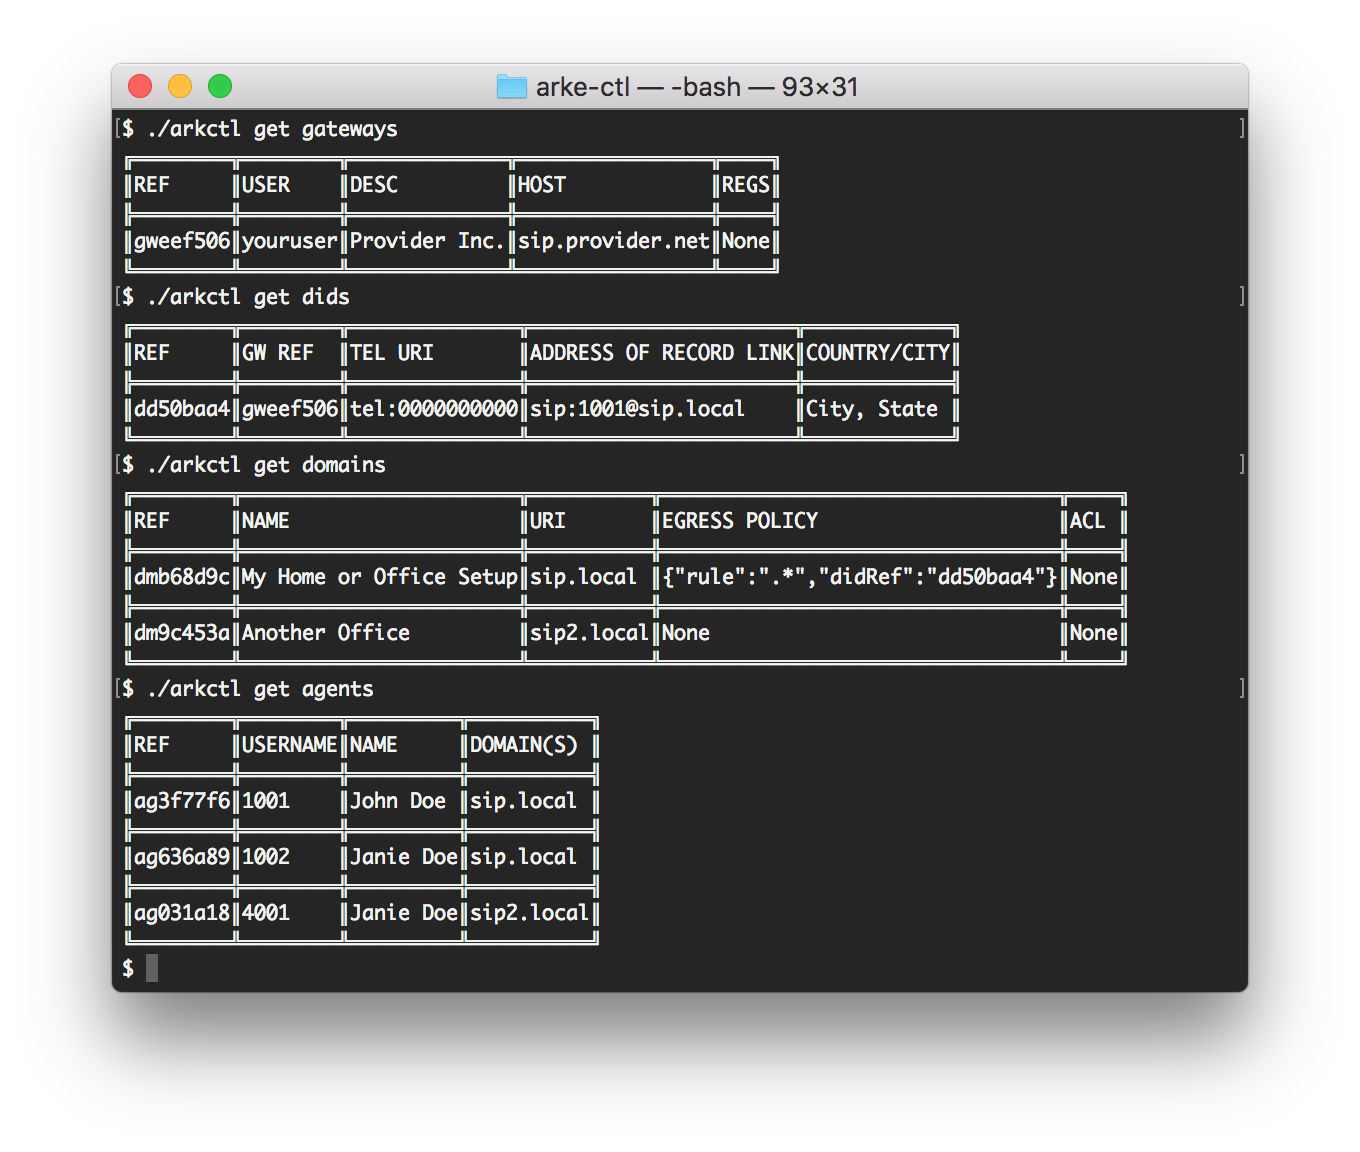 arke-ctl — -bash — 93×31
$ ./arkctl get gateways
REF USER DESC HOST REGS
gweef506 youruser Provider Inc. sip.provider.net None
$ ./arkctl get dids
REF GW REF TEL URI ADDRESS OF RECORD LINK COUNTRY/CITY
dd50baa4 gweef506 tel:0000000000 sip:1001@sip.local City, State
$ ./arkctl get domains
REF NAME URI EGRESS POLICY ACL
dmb68d9c My Home or Office Setup sip.local {"rule":".*","didRef":"dd50baa4"} None
dm9c453a Another Office sip2.local None None
$ ./arkctl get agents
REF USERNAME NAME DOMAIN(S)
ag3f77f6 1001 John Doe sip.local
ag636a89 1002 Janie Doe sip.local
ag031a18 4001 Janie Doe sip2.local
$